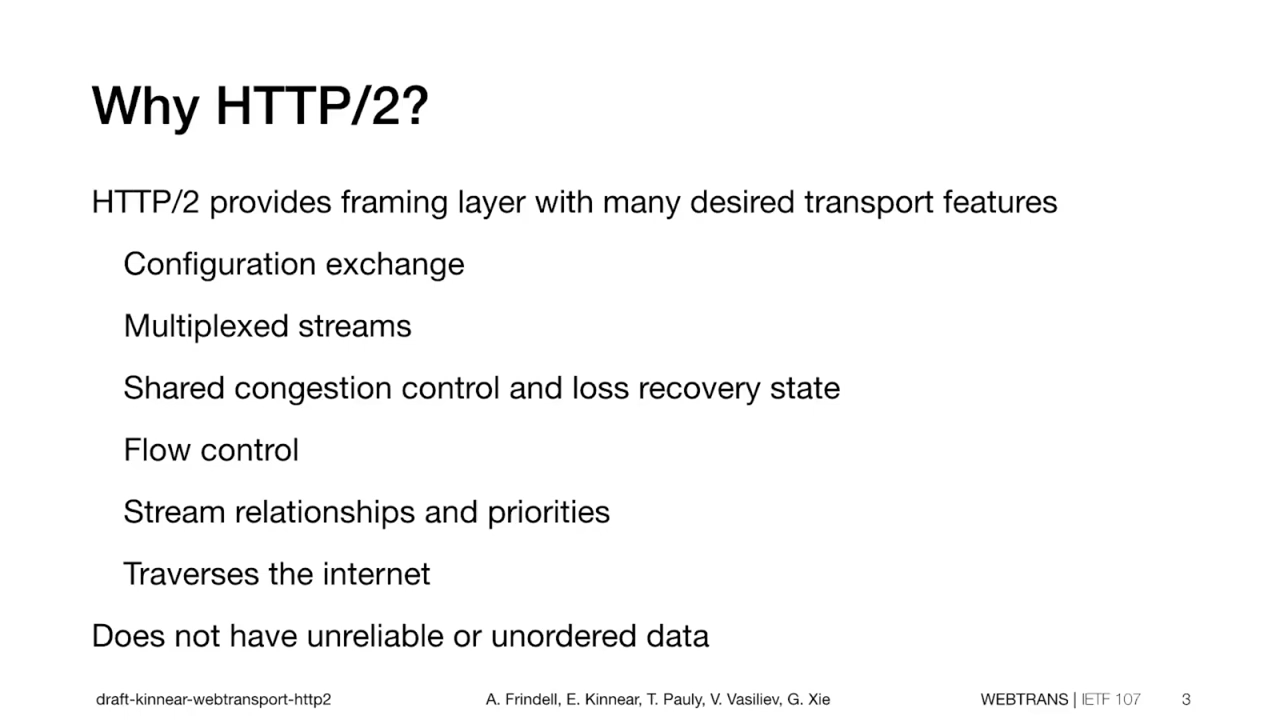 Why HTTP/2?
HTTP/2 provides framing layer with many desired transport features
Configuration exchange
Multiplexed streams
Shared congestion control and loss recovery state
Flow control
Stream relationships and priorities
Traverses the internet
Does not have unreliable or unordered data
draft-kinnear-webtransport-http2 A. Frindell, E. Kinnear, T. Pauly, V. Vasiliev, G. Xie WEBTRANS | IETF 107 3